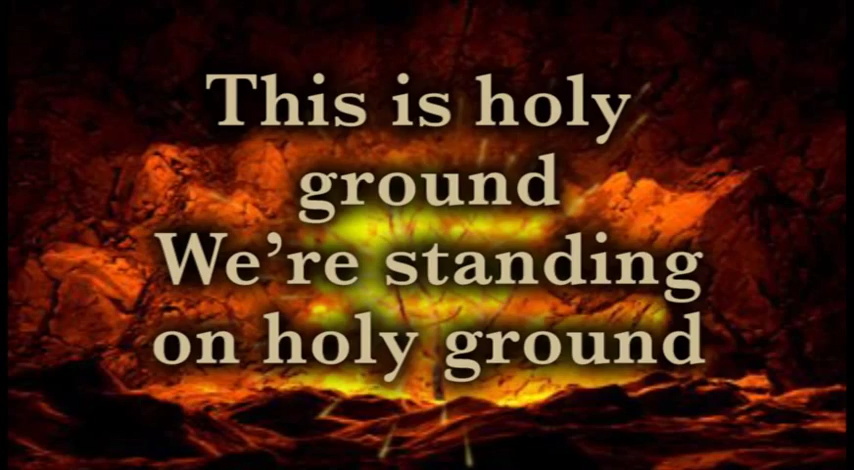 This is holy
ground
We’re standing
on holy ground